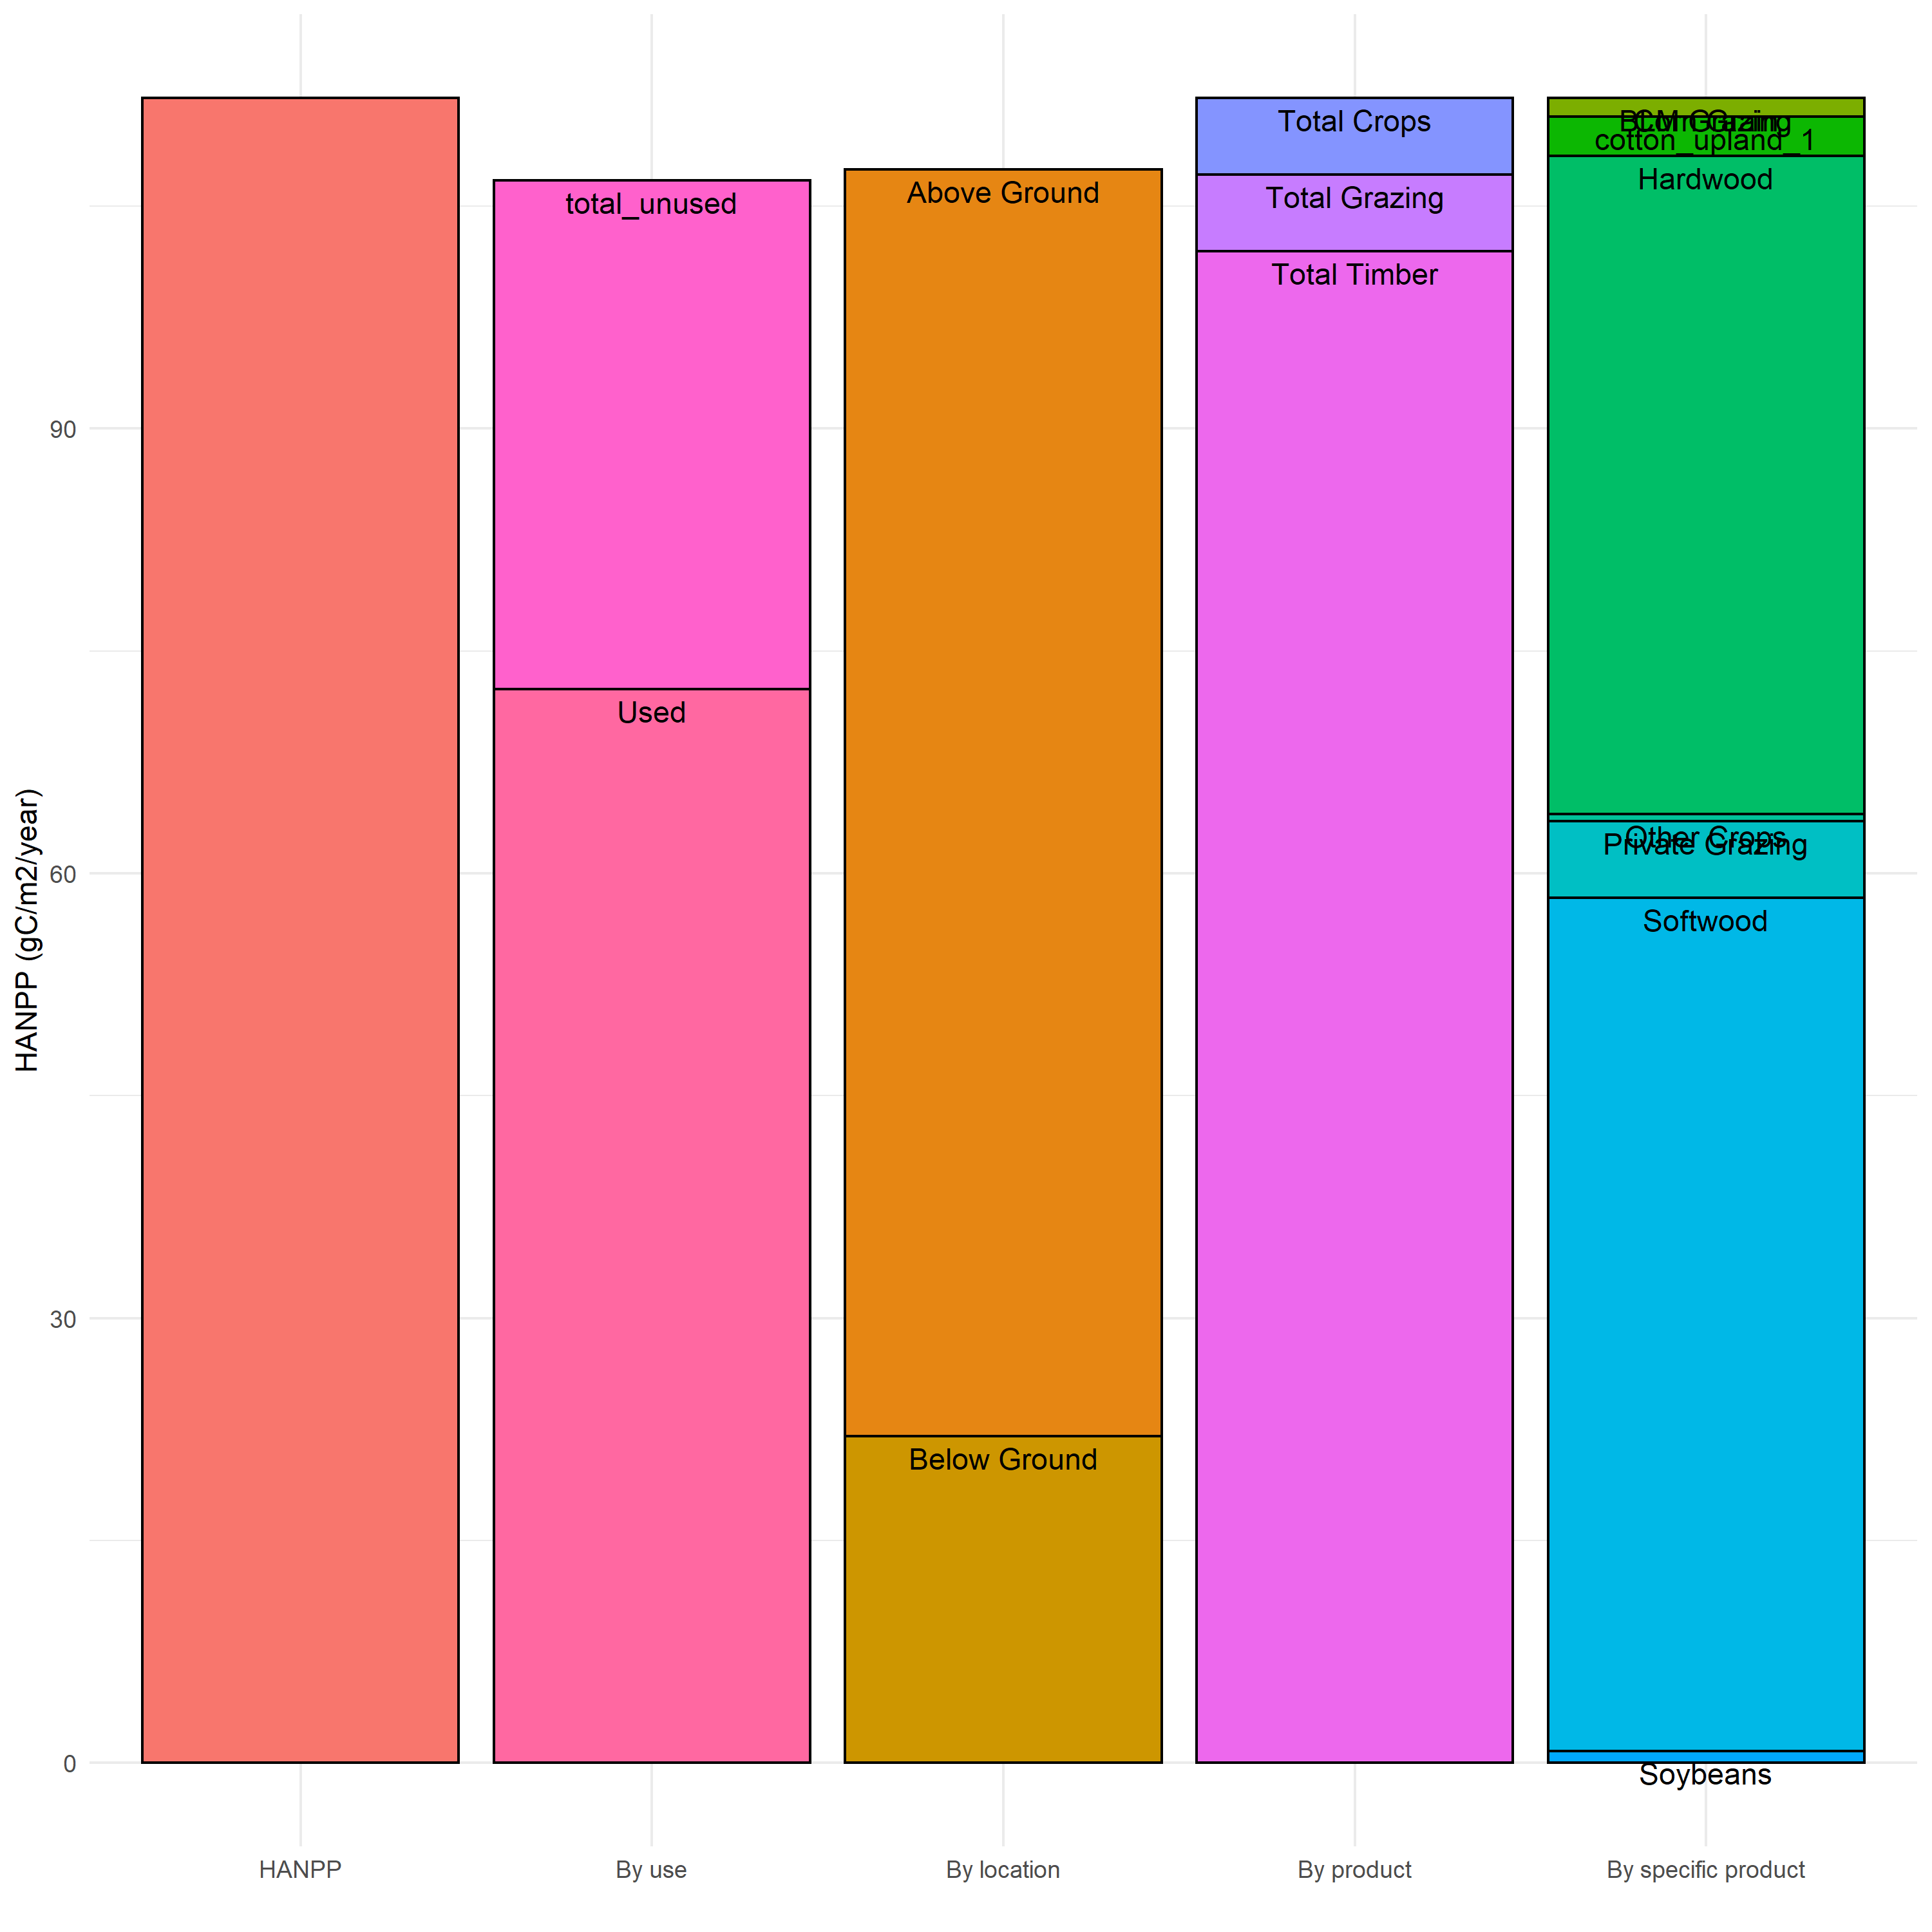 HANPP (gC/m2/year)
90
60
30
0
total_unused
Used
Above Ground
Below Ground
Total Crops
Total Grazing
Total Timber
BLM Grazing
Corn Grain
cotton_upland_1
Hardwood
Other Crops
Private Grazing
Softwood
Soybeans
HANPP
By use
By location
By product
By specific product